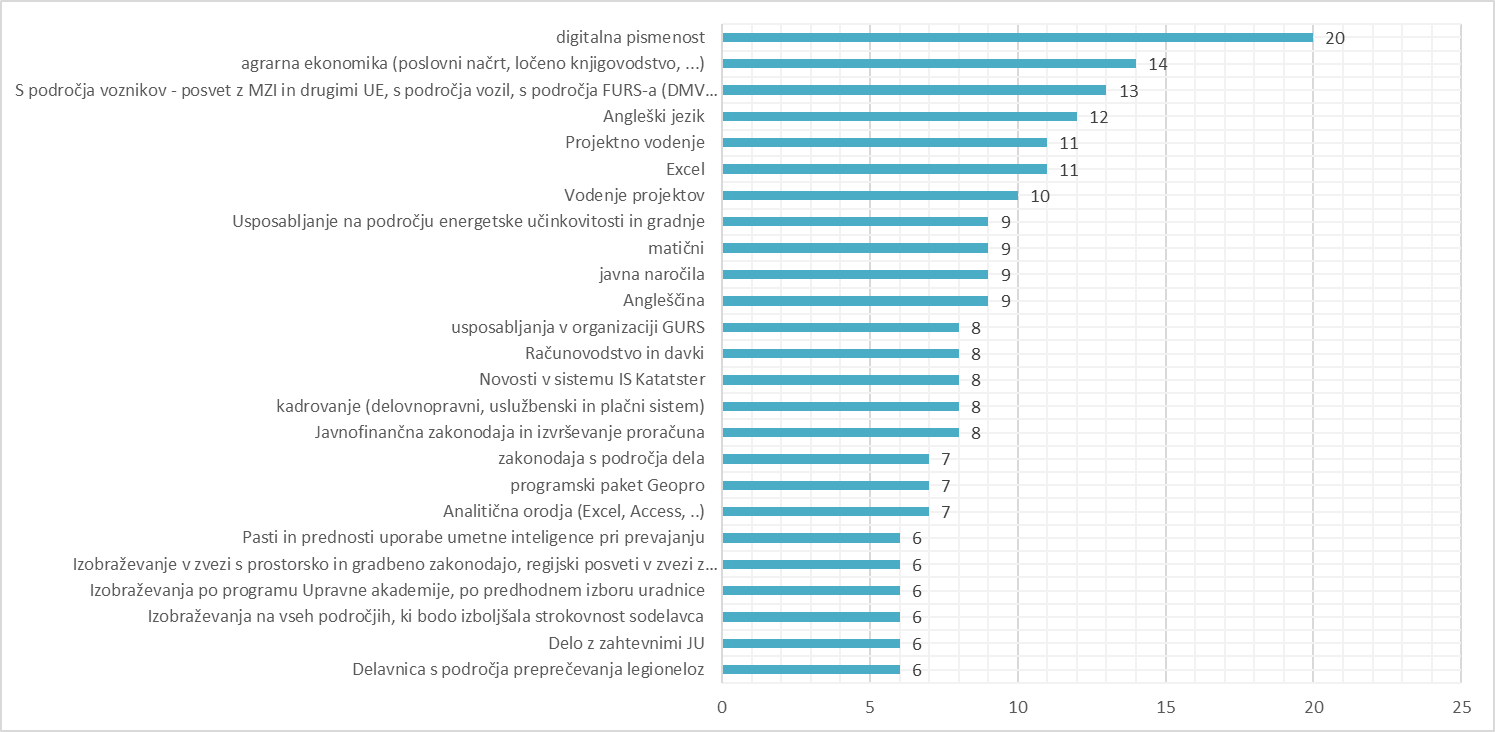 digitalna pismenost 20
agrarna ekonomika (poslovni načrt, ločeno knjigovodstvo, ...) 14
S področja voznikov - posvet z MZI in drugimi UE, s področja vozil, s področja FURS-a (DMV... 13
Angleški jezik 12
Projektno vodenje 11
Excel 11
Vodenje projektov 10
Usposabljanje na področju energetske učinkovitosti in gradnje 9
matični 9
javna naročila 9
Angleščina 9
usposabljanja v organizaciji GURS 8
Računovodstvo in davki 8
Novosti v sistemu IS Katatster 8
kadrovanje (delovnopravni, uslužbenski in plačni sistem) 8
Javnofinančna zakonodaja in izvrševanje proračuna 8
zakonodaja s področja dela 7
programski paket Geopro 7
Analitična orodja (Excel, Access, ..) 7
Pasti in prednosti uporabe umetne inteligence pri prevajanju 6
Izobraževanje v zvezi s prostorsko in gradbeno zakonodajo, regijski posveti v zvezi z... 6
Izobraževanja po programu Upravne akademije, po predhodnem izboru uradnice 6
Izobraževanja na vseh področjih, ki bodo izboljšala strokovnost sodelavca 6
Delo z zahtevnimi JU 6
Delavnica s področja preprečevanja legioneloz 6
0 5 10 15 20 25